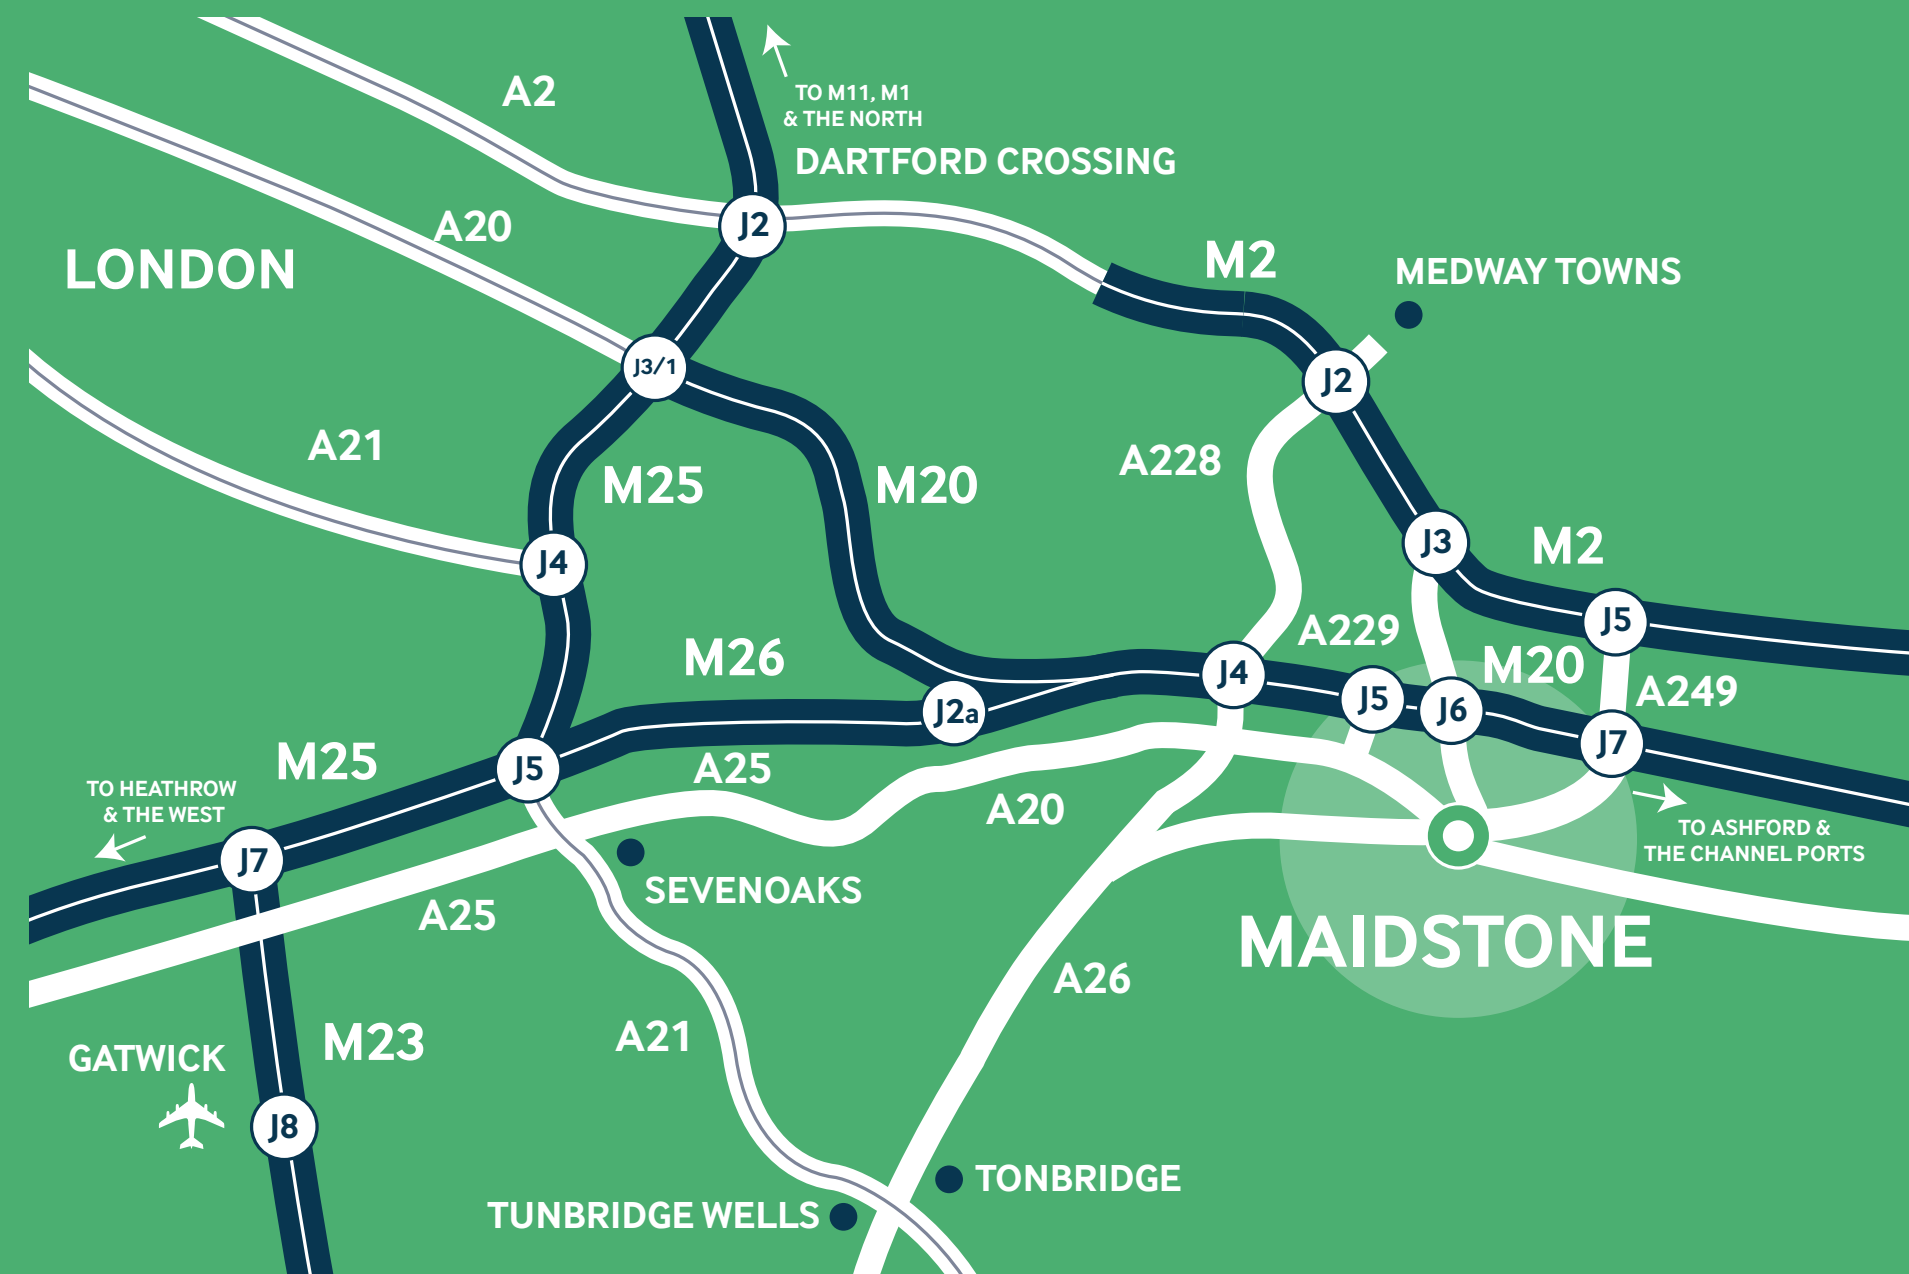 A2
TO M11, M1
& THE NORTH
DARTFORD CROSSING
A20
J2
LONDON
M2
MEDWAY TOWNS
J3/1
J2
A21
M25
M20
A228
J4
J3
M2
J5
A229
M26
M20
J4
A249
J5
J6
J2a
J7
M25
J5
A25
TO HEATHROW
& THE WEST
A20
TO ASHFORD &
THE CHANNEL PORTS
J7
SEVENOAKS
A25
MAIDSTONE
A26
M23
A21
GATWICK
J8
TONBRIDGE
TUNBRIDGE WELLS